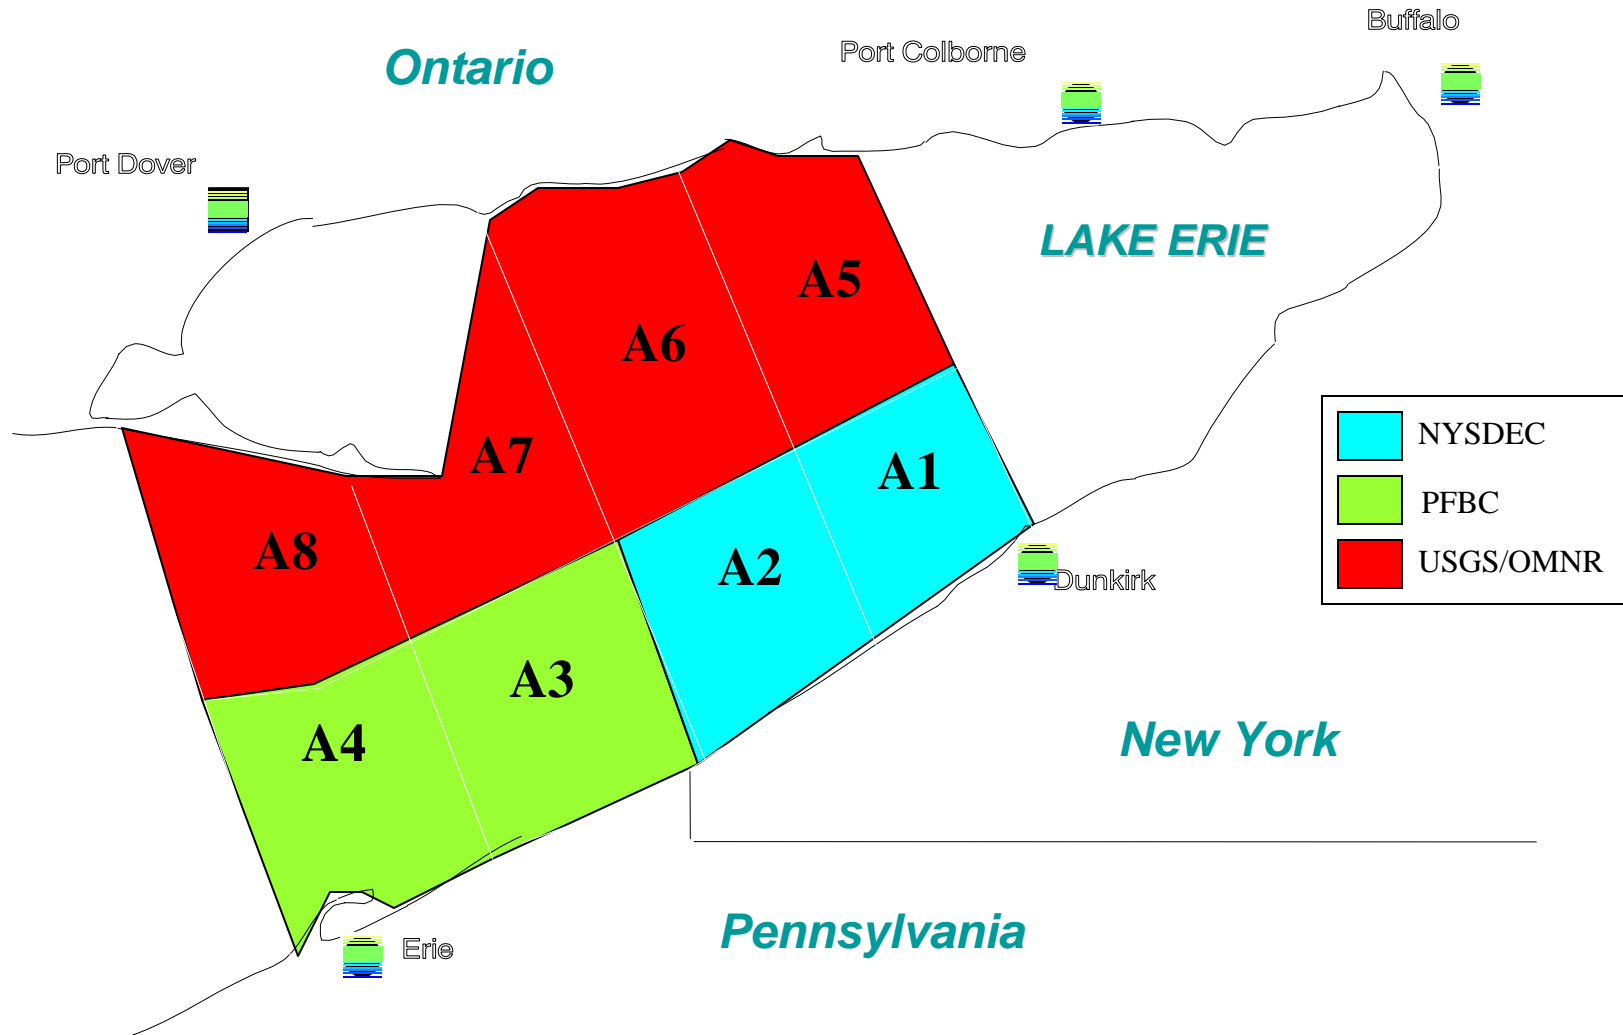 Buffalo
Port Colborne
Ontario
Port Dover
LAKE ERIE
A5
A6
A7
A1
A8
A2
A3
A4
NYSDEC
PFBC
USGS/OMNR
Dunkirk
New York
Pennsylvania
Erie